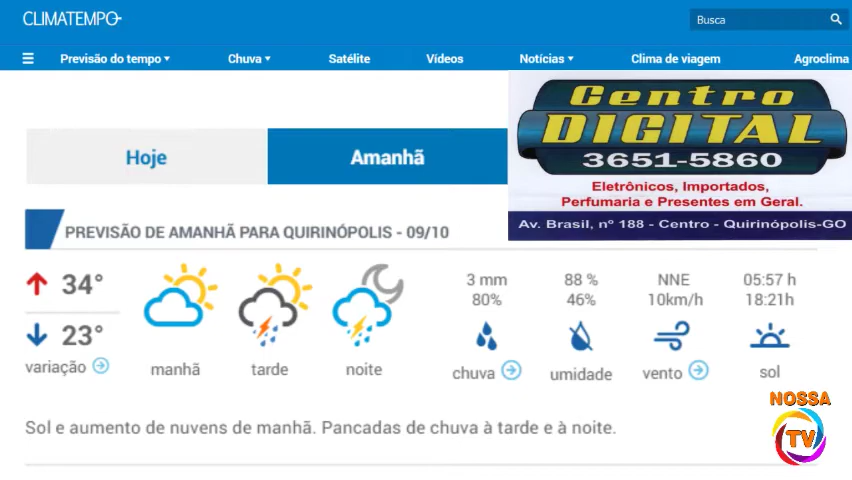 CLIMATEMPO
Busca
Previsão do tempo Chuva Satélite Vídeos Notícias Clima de viagem Agroclima
Centro
DIGITAL
3651-5860
Eletrônicos, Importados,
Perfumaria e Presentes em Geral.
Av. Brasil, nº 188 - Centro - Quirinópolis-GO
Hoje Amanhã
PREVISÃO DE AMANHÃ PARA QUIRINÓPOLIS - 09/10
34°
23°
variação
manhã tarde noite
3 mm 88 % NNE 05:57 h
80% 46% 10km/h 18:21h
chuva umidade vento sol
Sol e aumento de nuvens de manhã. Pancadas de chuva à tarde e à noite.
NOSSA
TV